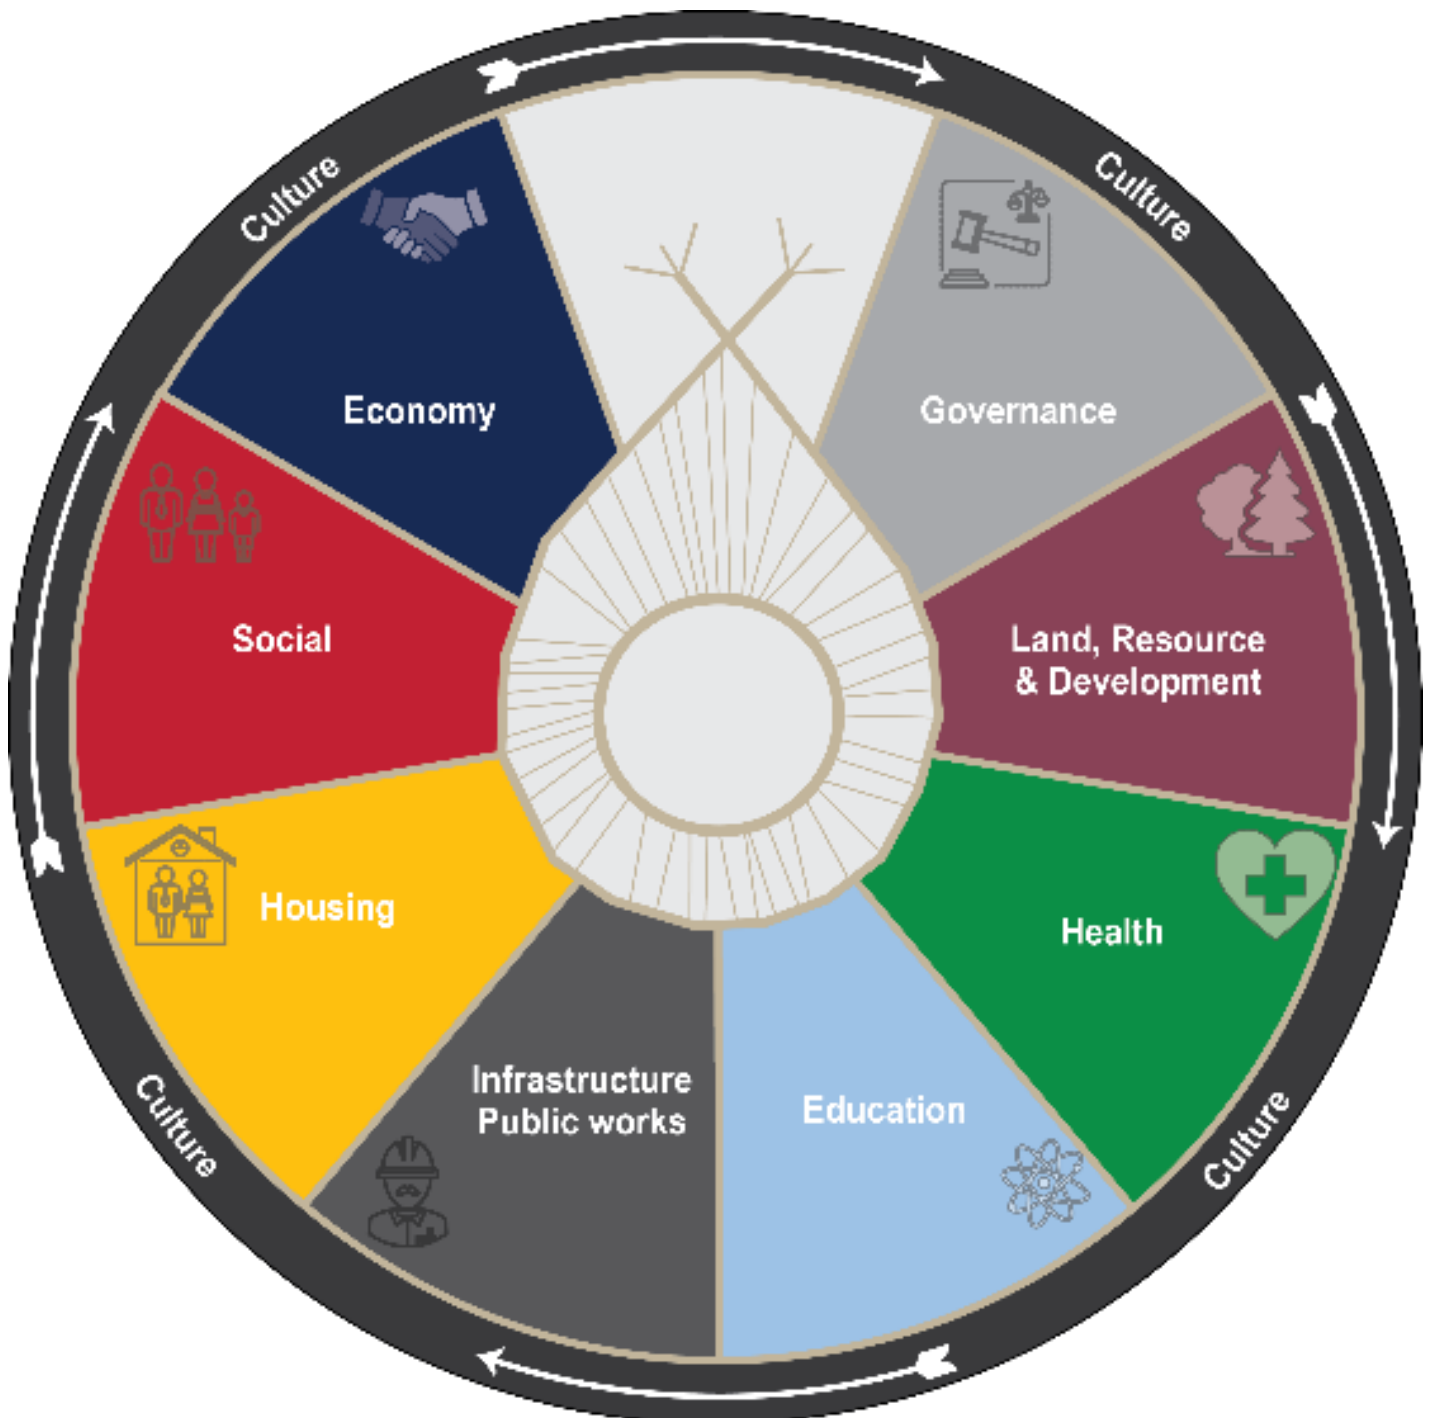 Culture
Culture
Economy
Governance
Social
Land, Resource
& Development
Housing
Health
Infrastructure
Public works
Education
Culture
Culture